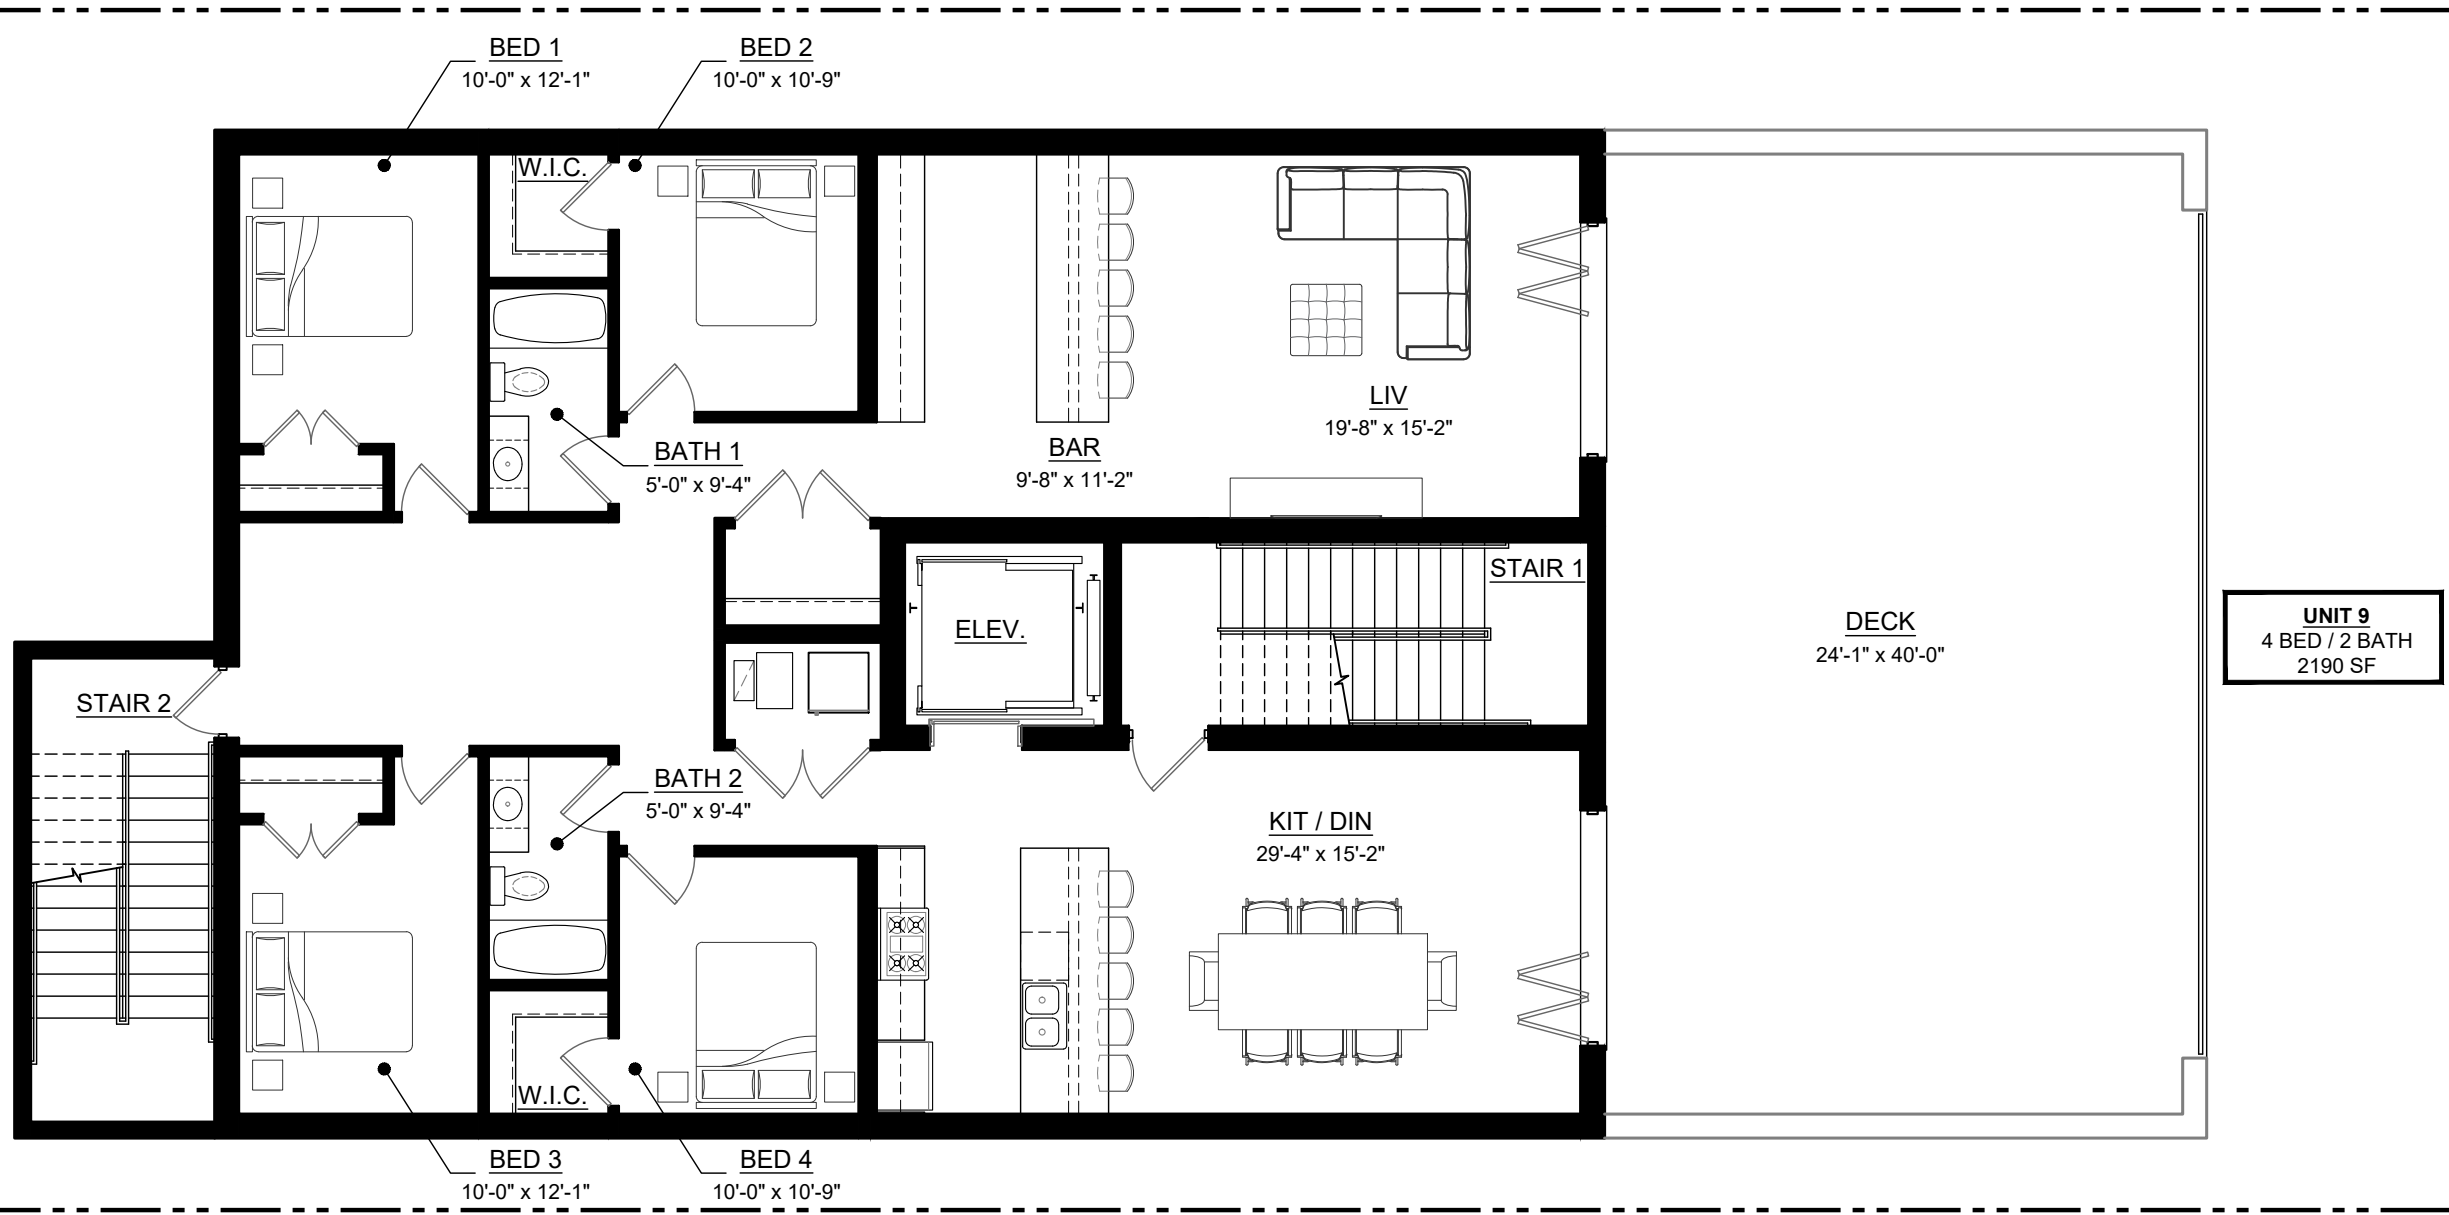 BED 1
10'-0" x 12'-1"
BED 2
10'-0" x 10'-9"
W.I.C.
BATH 1
5'-0" x 9'-4"
BAR
9'-8" x 11'-2"
LIV
19'-8" x 15'-2"
STAIR 1
ELEV.
DECK
24'-1" x 40'-0"
UNIT 9
4 BED / 2 BATH
2190 SF
STAIR 2
BATH 2
5'-0" x 9'-4"
KIT / DIN
29'-4" x 15'-2"
W.I.C.
BED 3
10'-0" x 12'-1"
BED 4
10'-0" x 10'-9"